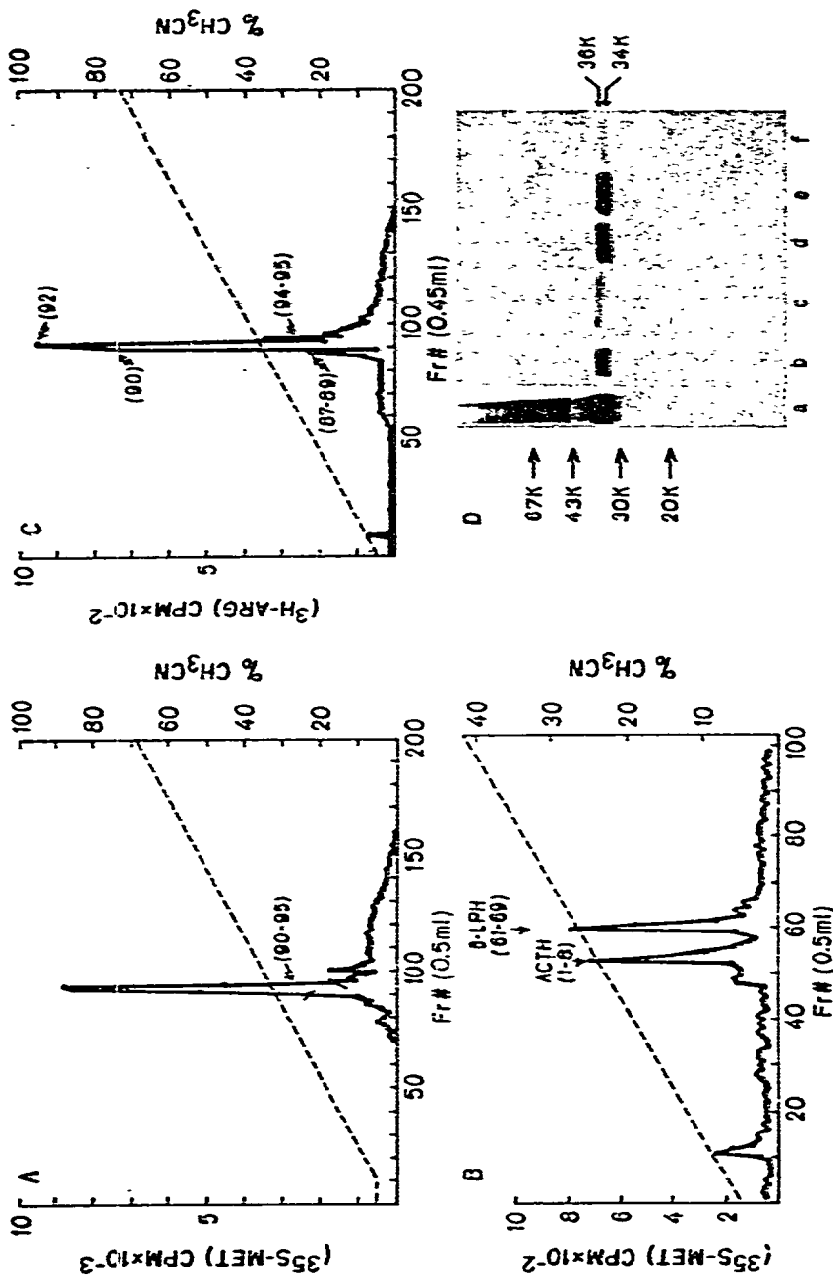 A
(35S-MET) CPM×10-3
10
5
(90-95)
50
100
150
200
Fr# (0.5ml)
100
80
60
40
20
% CH3CN
B
(35S-MET) CPM×10-2
10
8
6
4
2
ACTH
(1-8)
β-LPH
(61-69)
20
40
60
80
100
Fr# (0.5ml)
40
30
20
10
% CH3CN
C
(3H-ARG) CPM×10-2
10
5
(92)
(90)
(87-89)
(94-95)
50
100
150
200
Fr# (0.45ml)
100
80
60
40
20
% CH3CN
D
67K
43K
30K
20K
36K
34K
a b c d e f